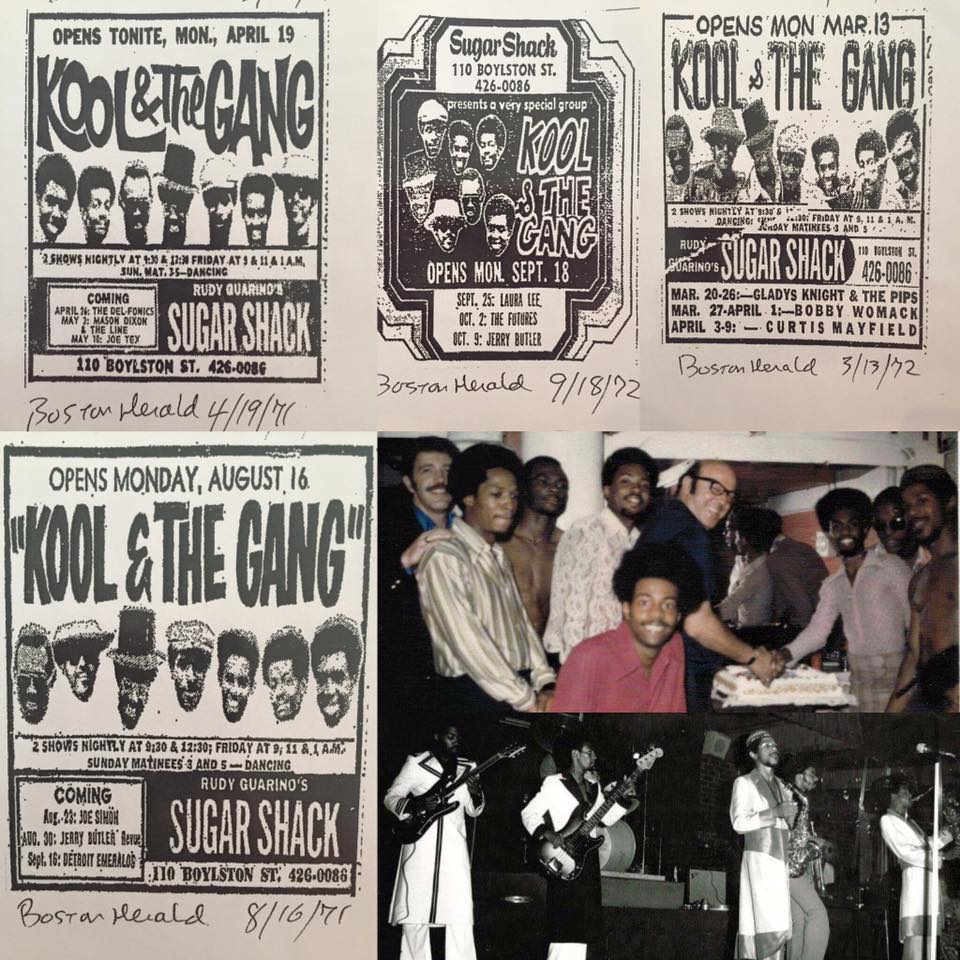 OPENS TONITE, MON., APRIL 19
KOOL & The GANG
2 SHOWS NIGHTLY AT 9:30 & 12:30 FRIDAY AT 9 & 11 & 1 A.M.
SUN. MAT. 3-5—DANCING
COMING
APRIL 26: THE DEL-FONICS
MAY 3: MASON DIXON
& THE LINE
MAY 10: JOE TEX
RUDY GUARINO'S
SUGAR SHACK
110 BOYLSTON ST. 426-0086
Boston Herald 4/19/71
Sugar Shack
110 BOYLSTON ST.
426-0086
presents a very special group
KOOL
& THE
GANG
OPENS MON. SEPT. 18
SEPT. 25: LAURA LEE,
OCT. 2: THE FUTURES
OCT. 9: JERRY BUTLER
Boston Herald 9/18/72
OPENS MON MAR. 13
KOOL & THE GANG
2 SHOWS NIGHTLY AT 9:30 &
DANCING: FRIDAY AT 9, 11 & 1 A.M.
SUNDAY MATINEES 3 AND 5
RUDY
GUARINO'S SUGAR SHACK
110 BOYLSTON ST.
426-0086
MAR. 20-26:—GLADYS KNIGHT & THE PIPS
MAR. 27-APRIL 1:—BOBBY WOMACK
APRIL 3-9: — CURTIS MAYFIELD
Boston Herald 3/13/72
OPENS MONDAY, AUGUST 16
"KOOL & THE GANG"
2 SHOWS NIGHTLY AT 9:30 & 12:30; FRIDAY AT 9, 11 & 1 A.M.
SUNDAY MATINEES 3 AND 5 — DANCING
COMING
Aug. 23: JOE SIMON
AUG. 30: JERRY BUTLER Revue
Sept. 16: DETROIT EMERALDS
RUDY GUARINO'S
SUGAR SHACK
110 BOYLSTON ST. 426-0086
Boston Herald 8/16/71